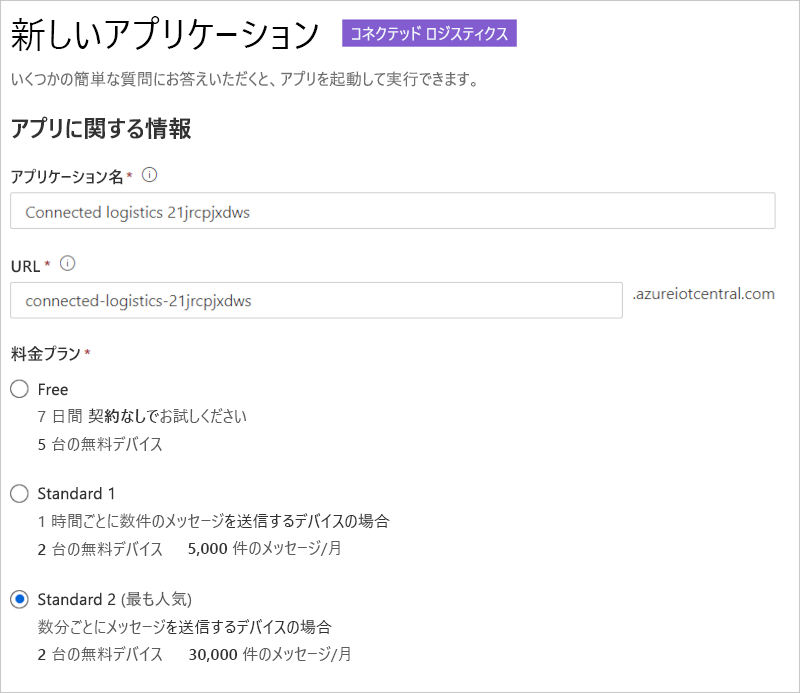 新しいアプリケーション コネクテッド ロジスティクス
いくつかの簡単な質問にお答えいただくと、アプリを起動して実行できます。
アプリに関する情報
アプリケーション名*
Connected logistics 21jrcpjxdws
URL*
connected-logistics-21jrcpjxdws .azureiotcentral.com
料金プラン*
Free
7 日間 契約なしでお試しください
5 台の無料デバイス
Standard 1
1 時間ごとに数件のメッセージを送信するデバイスの場合
2 台の無料デバイス 5,000 件のメッセージ/月
Standard 2 (最も人気)
数分ごとにメッセージを送信するデバイスの場合
2 台の無料デバイス 30,000 件のメッセージ/月